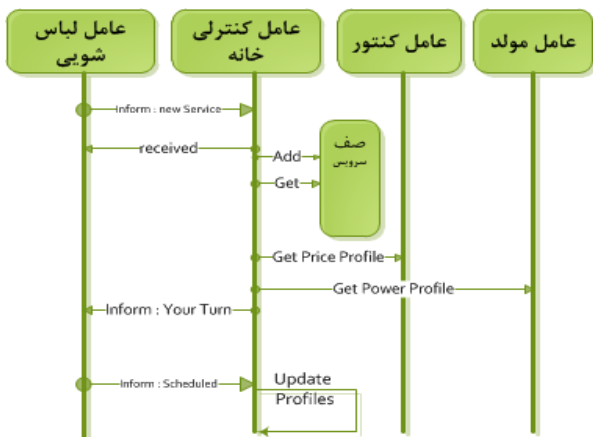 عامل لباس
شویی
عامل کنترلی
خانه
عامل کنتور
عامل مولد
Inform : new Service
received
صف
سرویس
Add
Get
Get Price Profile
Get Power Profile
Inform : Your Turn
Inform : Scheduled
Update
Profiles